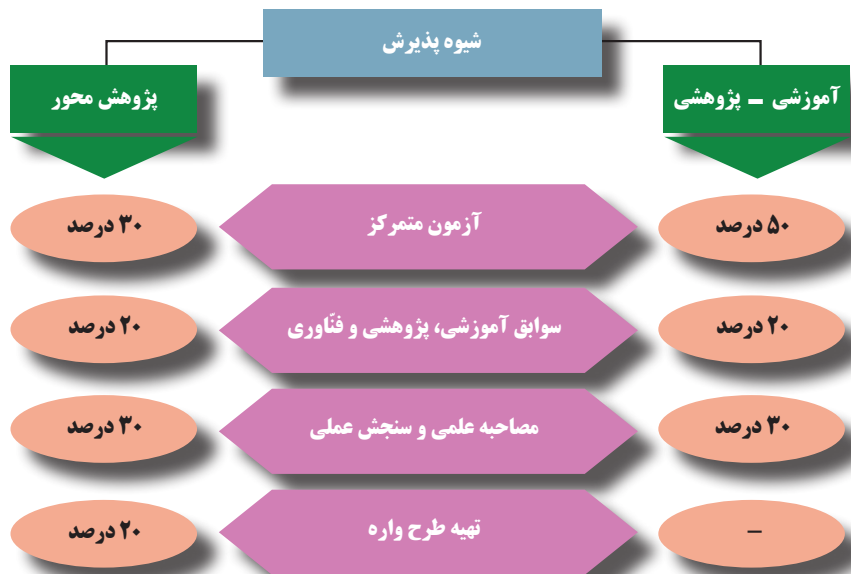 شیوه پذیرش
آموزشی – پژوهشی
پژوهش محور
۵۰ درصد
آزمون متمرکز
۳۰ درصد
۲۰ درصد
سوابق آموزشی، پژوهشی و فنّاوری
۲۰ درصد
۳۰ درصد
مصاحبه علمی و سنجش عملی
۳۰ درصد
–
تهیه طرح واره
۲۰ درصد